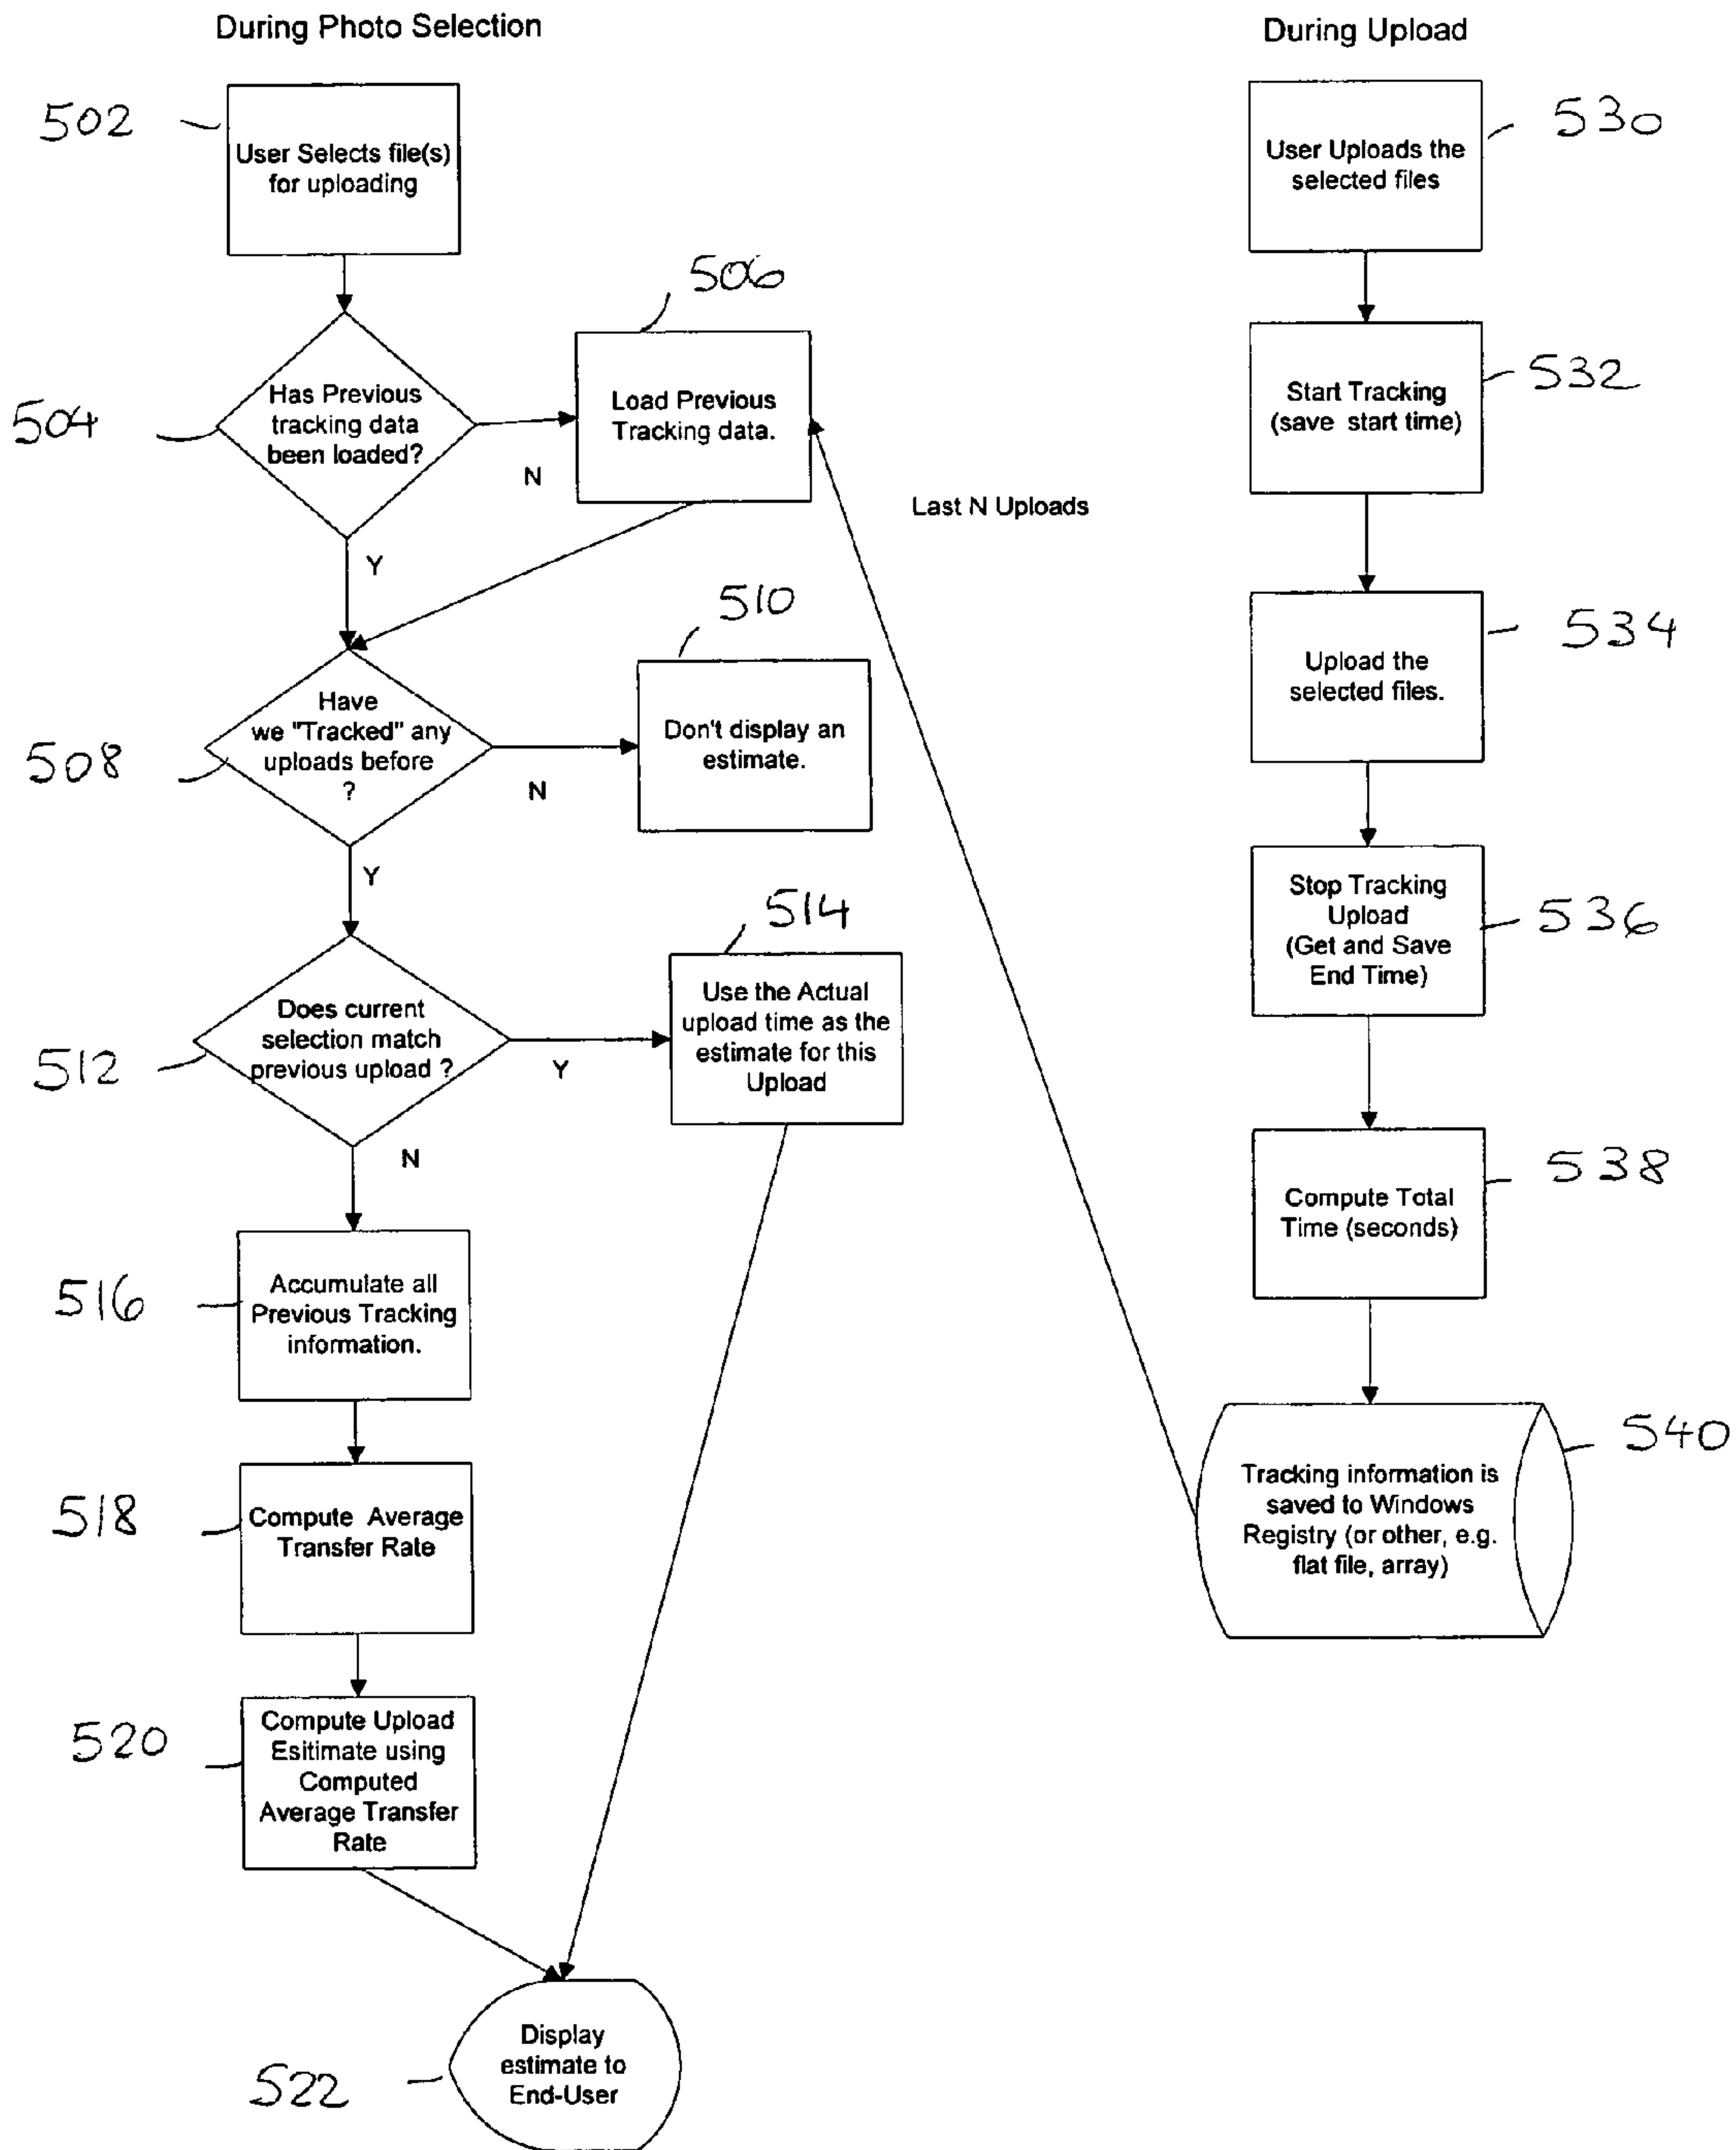 During Photo Selection
502
User Selects file(s)
for uploading
504
Has Previous
tracking data
been loaded?
N
Y
506
Load Previous
Tracking data.
508
Have
we "Tracked" any
uploads before
?
N
Y
510
Don't display an
estimate.
512
Does current
selection match
previous upload ?
Y
N
514
Use the Actual
upload time as the
estimate for this
Upload
516
Accumulate all
Previous Tracking
information.
518
Compute Average
Transfer Rate
520
Compute Upload
Esitimate using
Computed
Average Transfer
Rate
522
Display
estimate to
End-User
Last N Uploads
During Upload
530
User Uploads the
selected files
532
Start Tracking
(save start time)
534
Upload the
selected files.
536
Stop Tracking
Upload
(Get and Save
End Time)
538
Compute Total
Time (seconds)
540
Tracking information is
saved to Windows
Registry (or other, e.g.
flat file, array)